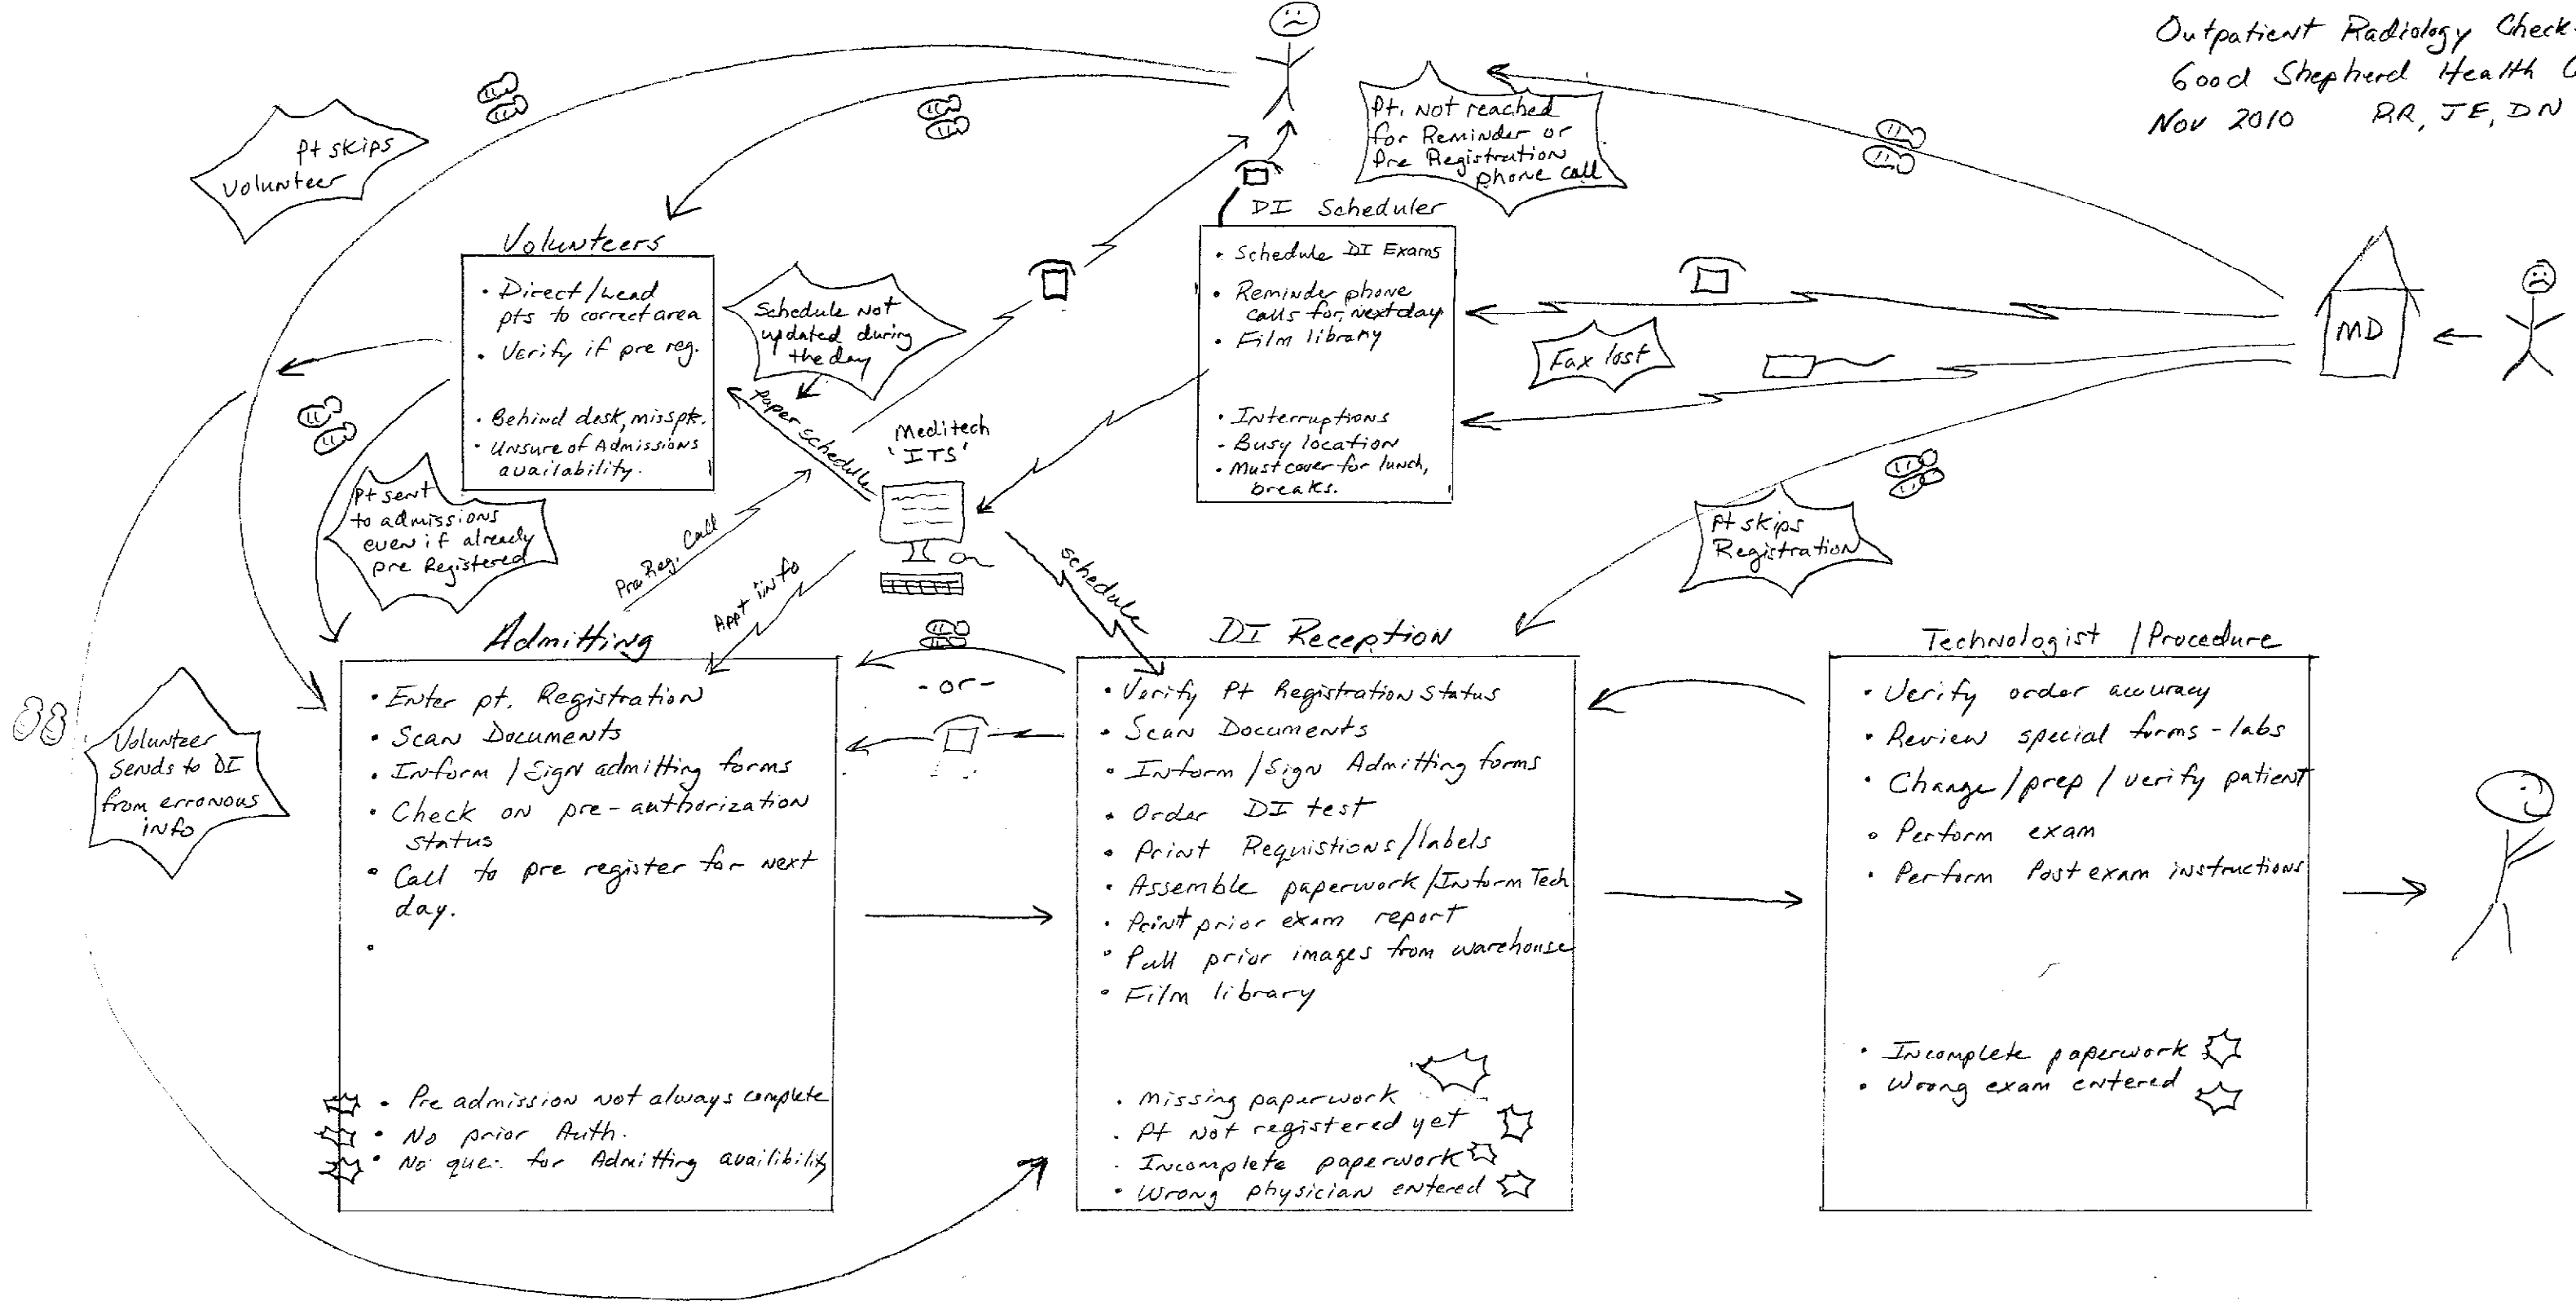 Outpatient Radiology Check
Good Shepherd Health
Nov 2010 RR, JE, DN
Pt skips
Volunteer
Pt. Not reached
for Reminder or
Pre Registration
phone call
DI Scheduler
• Schedule DI Exams
• Reminder phone
calls for next day
• Film library
• Interruptions
- Busy location
• Must cover for lunch,
breaks.
Volunteers
• Direct/Lead
pts to correct area
• Verify if pre reg.
• Behind desk, miss pts.
• Unsure of Admissions
availability.
Schedule Not
updated during
the day
Paper schedule
Meditech
'ITS'
Fax lost
MD
Pt sent
to admissions
even if already
pre Registered
Pre Reg. Call
Appt info
Schedule
Pt skips
Registration
Volunteer
Sends to DI
from erronous
info
Admitting
• Enter pt. Registration
• Scan Documents
• Inform / Sign admitting forms
• Check on pre-authorization
status
• Call to pre register for next
day.
•
• Pre admission not always complete
• No prior Auth.
• No que for Admitting availibility
- or -
DI Reception
• Verify Pt Registration Status
• Scan Documents
• Inform / Sign Admitting forms
• Order DI test
• Print Requistions/labels
• Assemble paperwork/Inform Tech
• Print prior exam report
• Pull prior images from warehouse
• Film library
• Missing paperwork
• Pt Not registered yet
• Incomplete paperwork
• Wrong physician entered
Technologist / Procedure
• Verify order accuracy
• Review special forms - labs
• Change / prep / verify patient
• Perform exam
• Perform Post exam instructions
• Incomplete paperwork
• Wrong exam entered